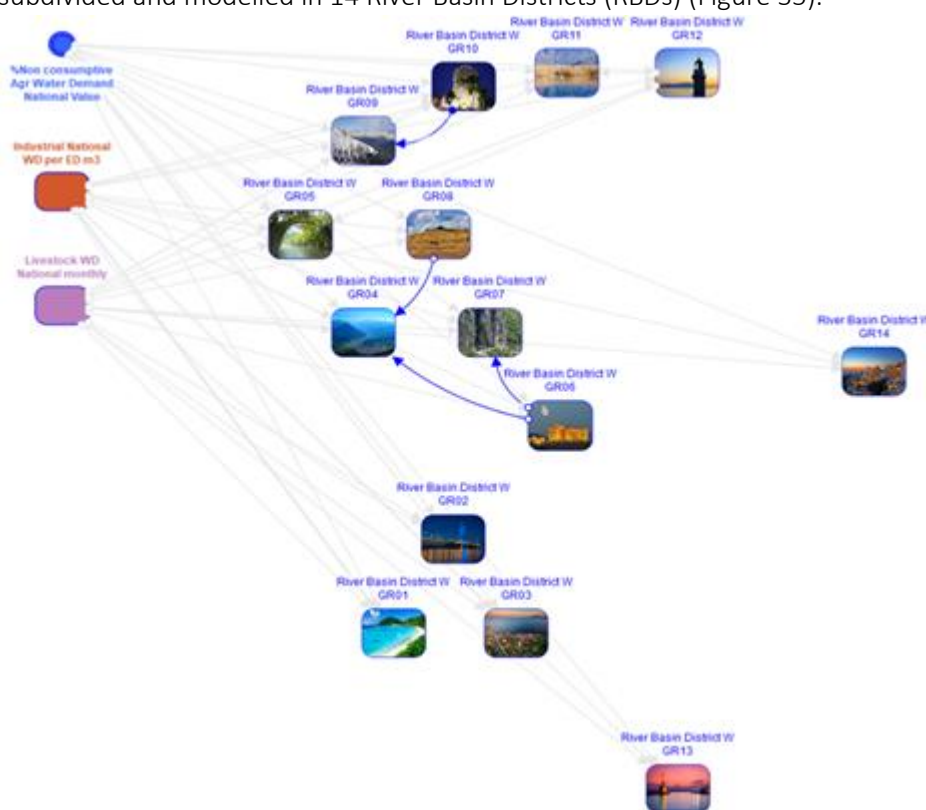 subdivided and modelled in 14 River Basin Districts (RBDs) (Figure 35).
River Basin District W
GR10
River Basin District W
GR11
River Basin District W
GR12
%Non consumptive
Agr Water Demand
National Value
River Basin District W
GR09
Industrial National
WD per ED m3
River Basin District W
GR05
River Basin District W
GR08
Livestock WD
National monthly
River Basin District W
GR04
River Basin District W
GR07
River Basin District W
GR14
River Basin District W
GR06
River Basin District W
GR02
River Basin District W
GR01
River Basin District W
GR03
River Basin District W
GR13